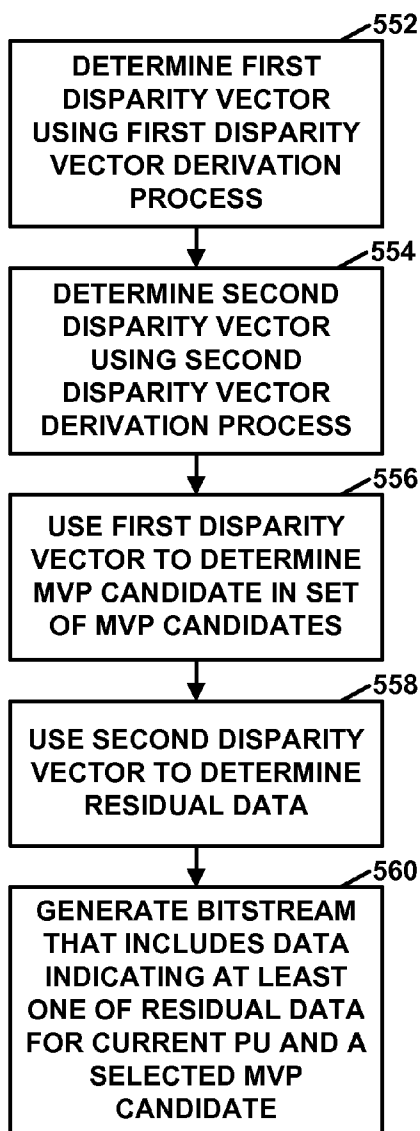 552
DETERMINE FIRST
DISPARITY VECTOR
USING FIRST DISPARITY
VECTOR DERIVATION
PROCESS
554
DETERMINE SECOND
DISPARITY VECTOR
USING SECOND
DISPARITY VECTOR
DERIVATION PROCESS
556
USE FIRST DISPARITY
VECTOR TO DETERMINE
MVP CANDIDATE IN SET
OF MVP CANDIDATES
558
USE SECOND DISPARITY
VECTOR TO DETERMINE
RESIDUAL DATA
560
GENERATE BITSTREAM
THAT INCLUDES DATA
INDICATING AT LEAST
ONE OF RESIDUAL DATA
FOR CURRENT PU AND A
SELECTED MVP
CANDIDATE